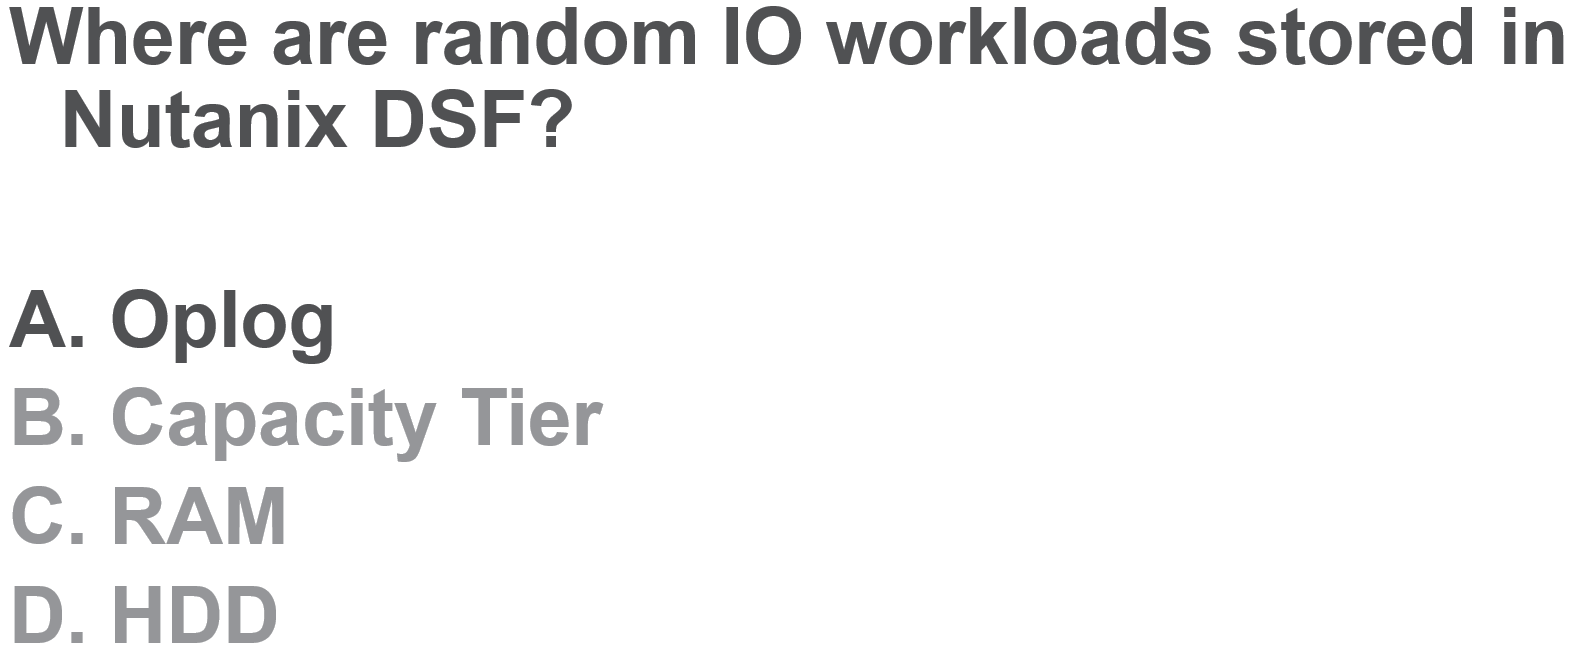 Where are random IO workloads stored in
Nutanix DSF?
A. Oplog
B. Capacity Tier
C. RAM
D. HDD